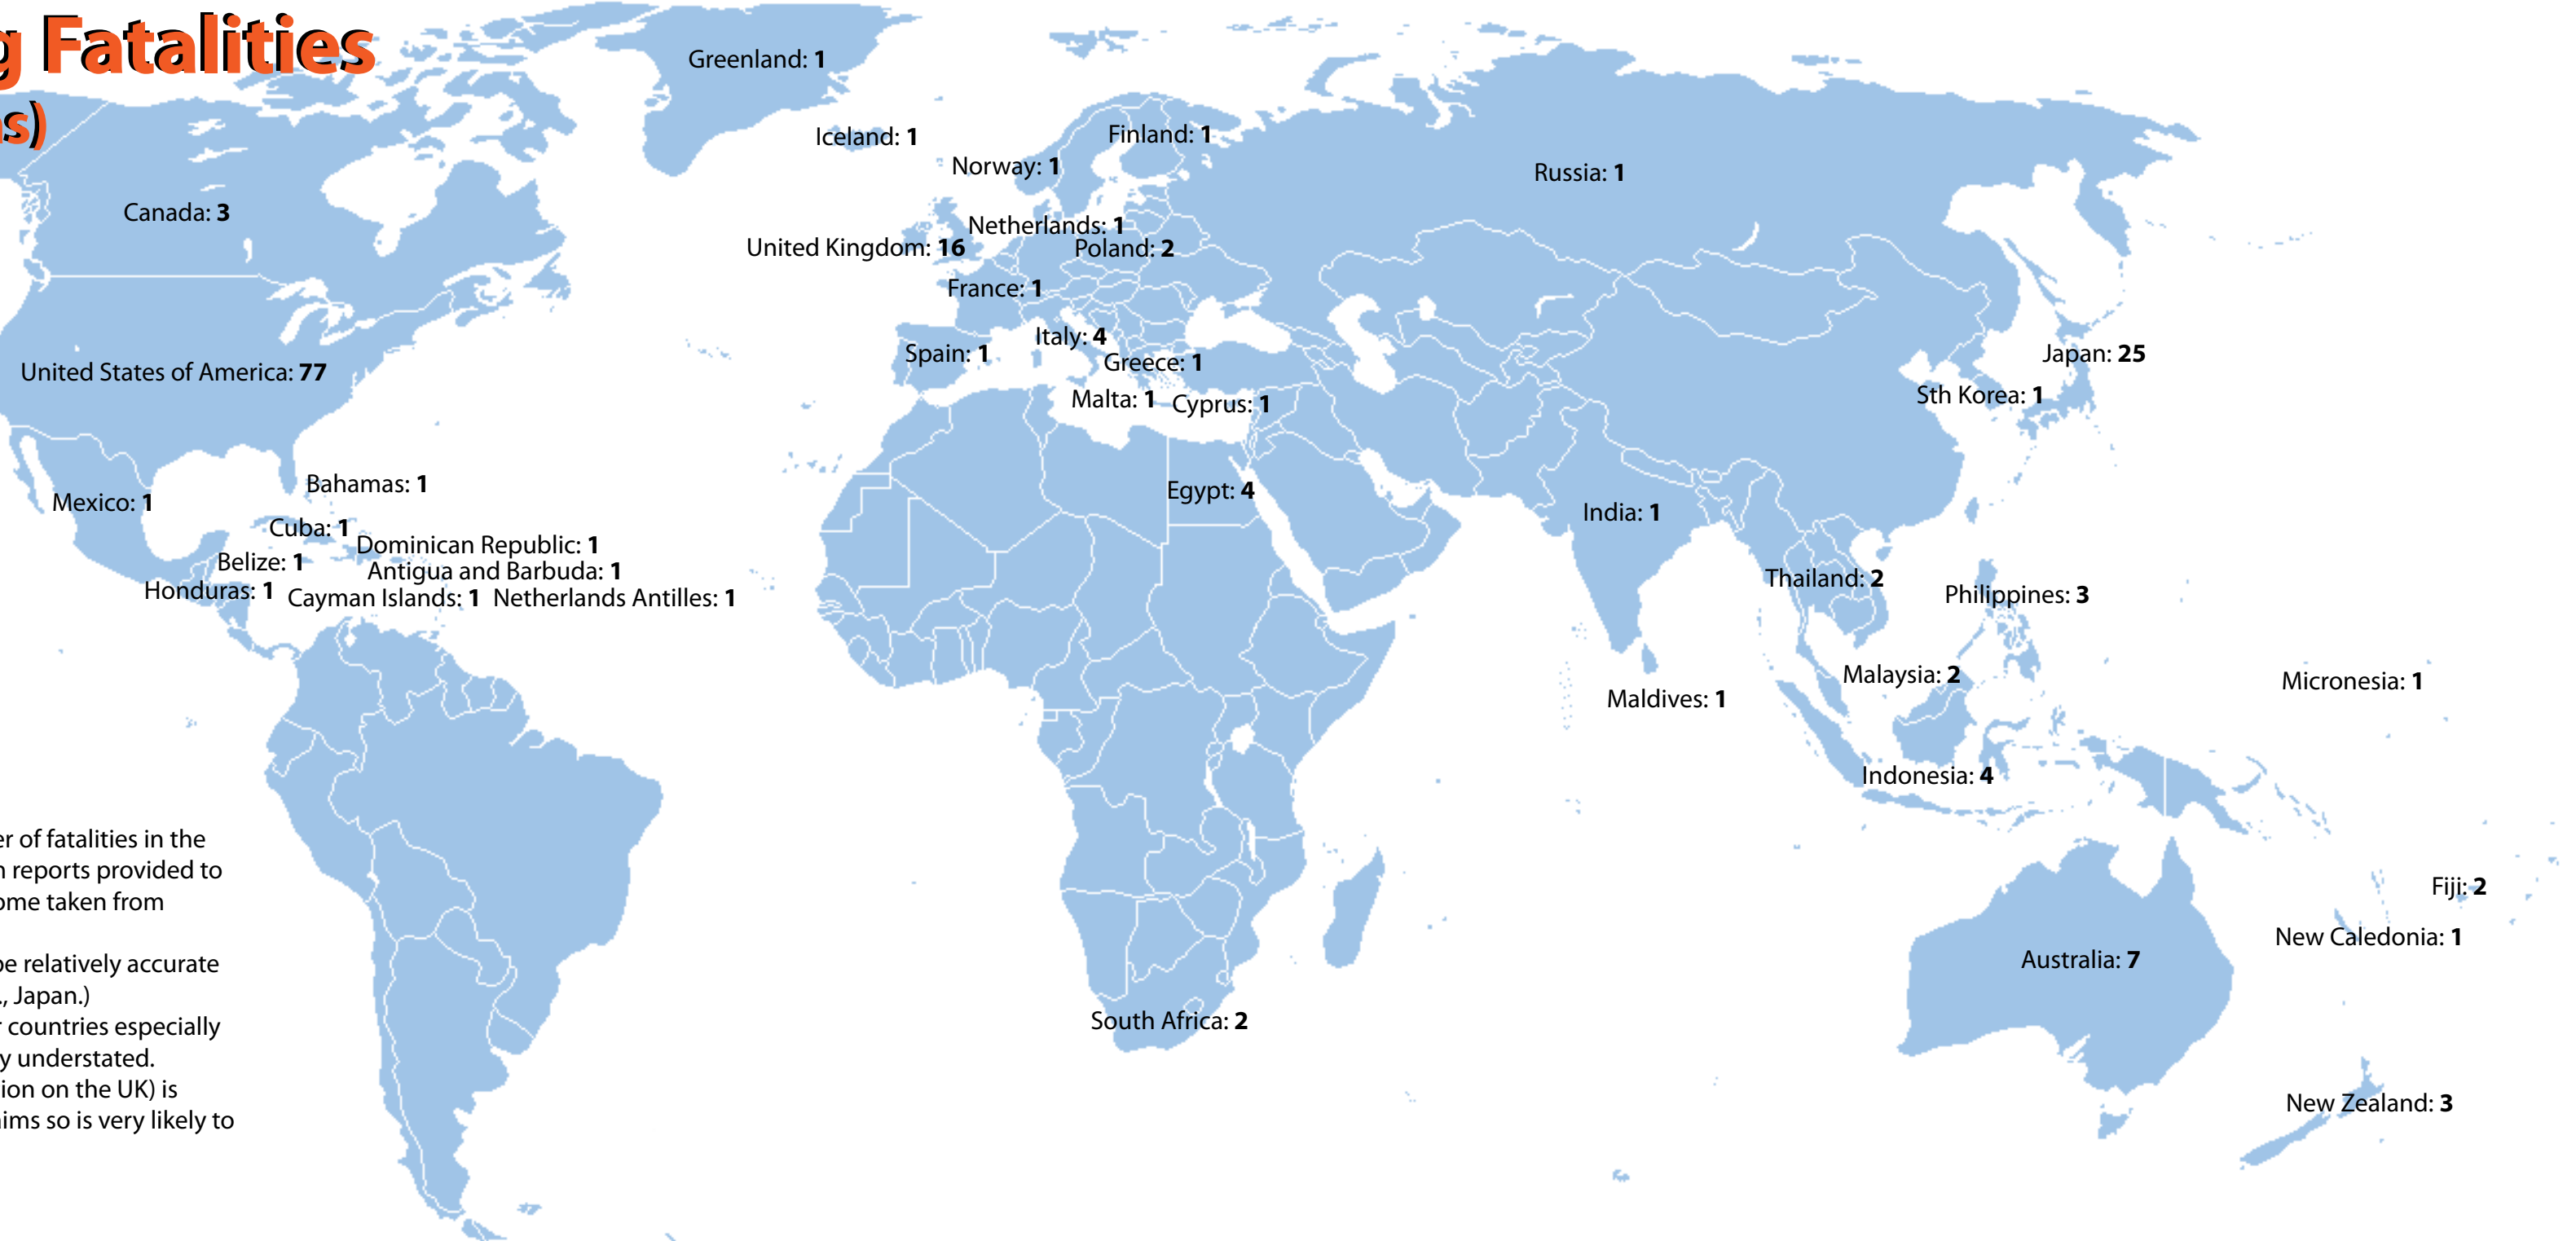 g Fatalities
s)
Greenland: 1
Iceland: 1
Finland: 1
Norway: 1
Russia: 1
Canada: 3
Netherlands: 1
United Kingdom: 16
Poland: 2
France: 1
Italy: 4
Spain: 1
Greece: 1
Japan: 25
United States of America: 77
Malta: 1
Cyprus: 1
Sth Korea: 1
Bahamas: 1
Mexico: 1
Egypt: 4
India: 1
Cuba: 1
Dominican Republic: 1
Belize: 1
Antigua and Barbuda: 1
Thailand: 2
Honduras: 1
Cayman Islands: 1
Netherlands Antilles: 1
Philippines: 3
Malaysia: 2
Micronesia: 1
Maldives: 1
Indonesia: 4
Fiji: 2
New Caledonia: 1
Australia: 7
South Africa: 2
New Zealand: 3
er of fatalities in the
n reports provided to
ome taken from
be relatively accurate
., Japan.)
r countries especially
y understated.
ion on the UK) is
aims so is very likely to